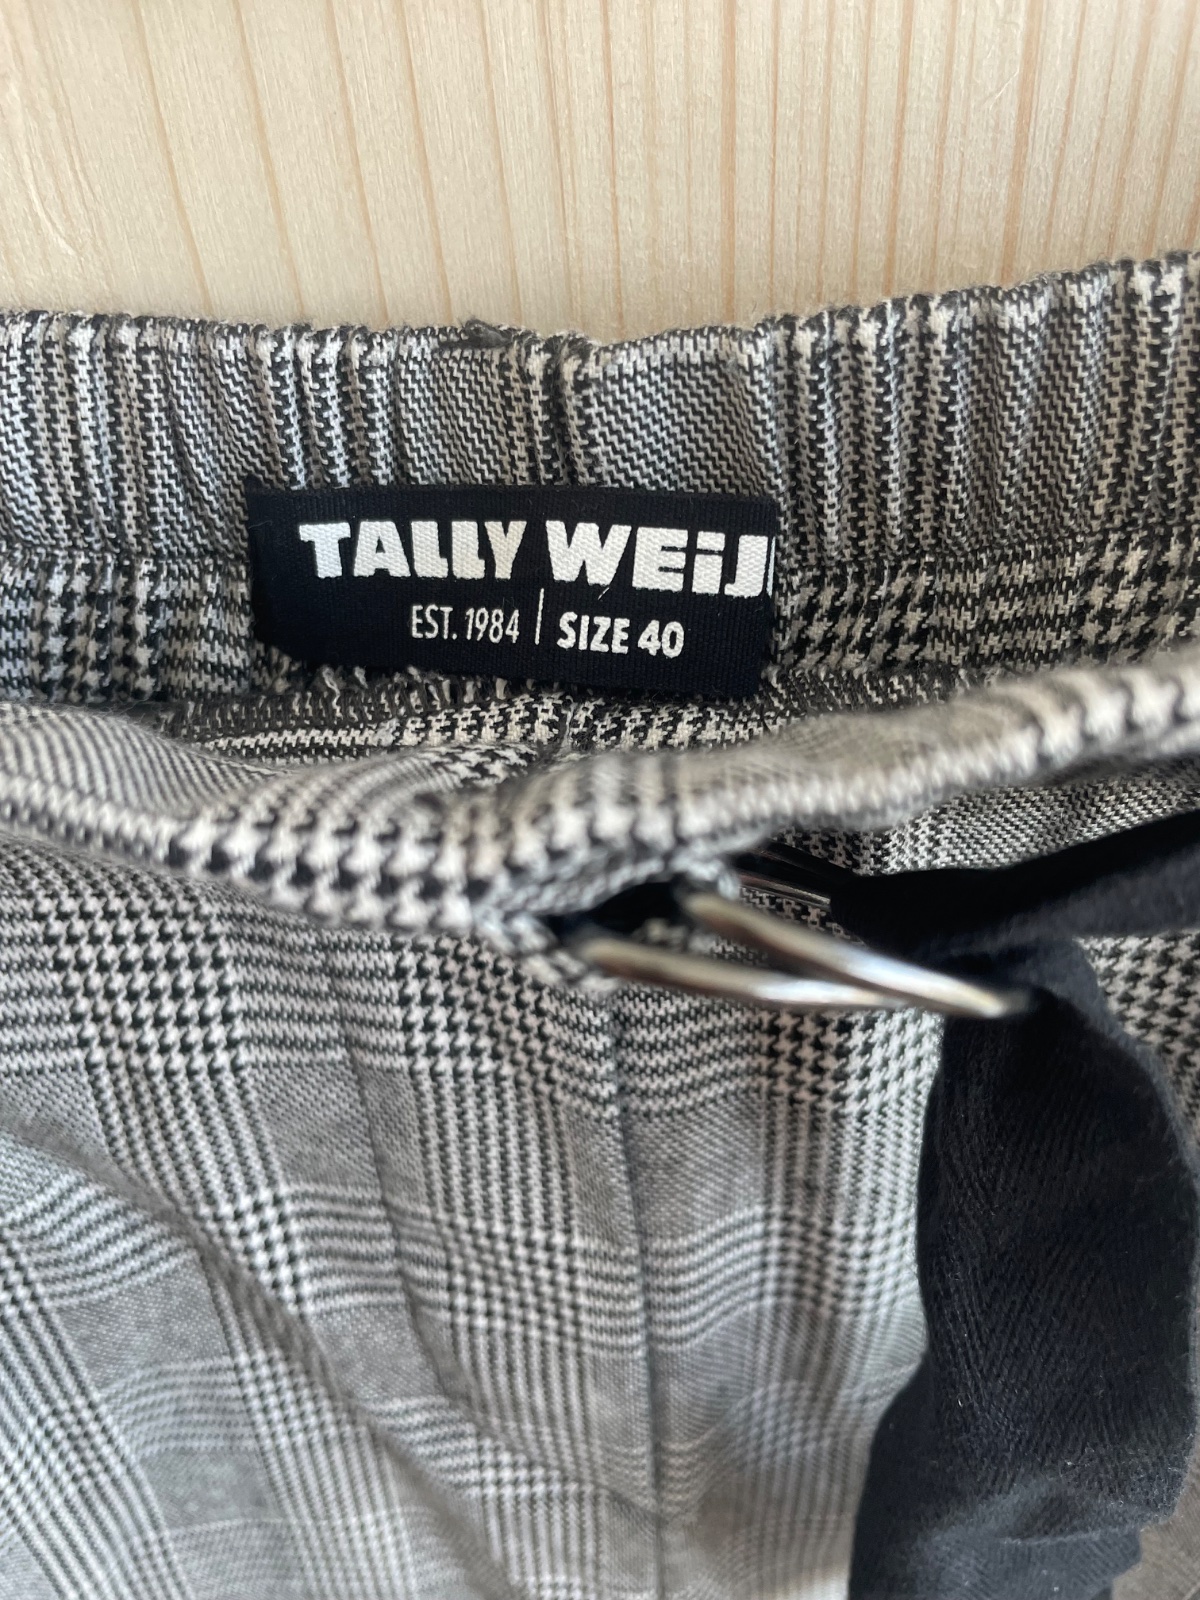 TALLY WEiJ
EST. 1984 | SIZE 40